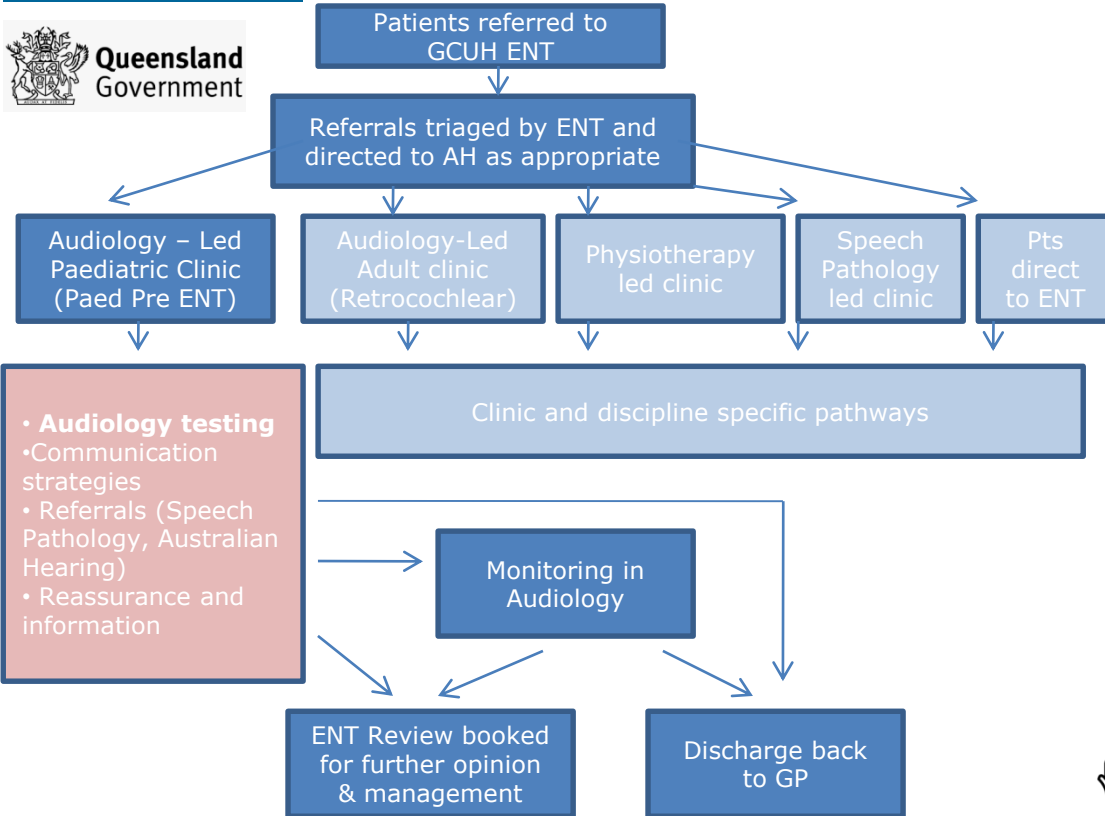 Queensland
Government
Patients referred to
GCUH ENT
Referrals triaged by ENT and
directed to AH as appropriate
Audiology – Led
Paediatric Clinic
(Paed Pre ENT)
Audiology-Led
Adult clinic
(Retrocochlear)
Physiotherapy
led clinic
Speech
Pathology
led clinic
Pts
direct
to ENT
• Audiology testing
•Communication
strategies
• Referrals (Speech
Pathology, Australian
Hearing)
• Reassurance and
information
Clinic and discipline specific pathways
Monitoring in
Audiology
ENT Review booked
for further opinion
& management
Discharge back
to GP